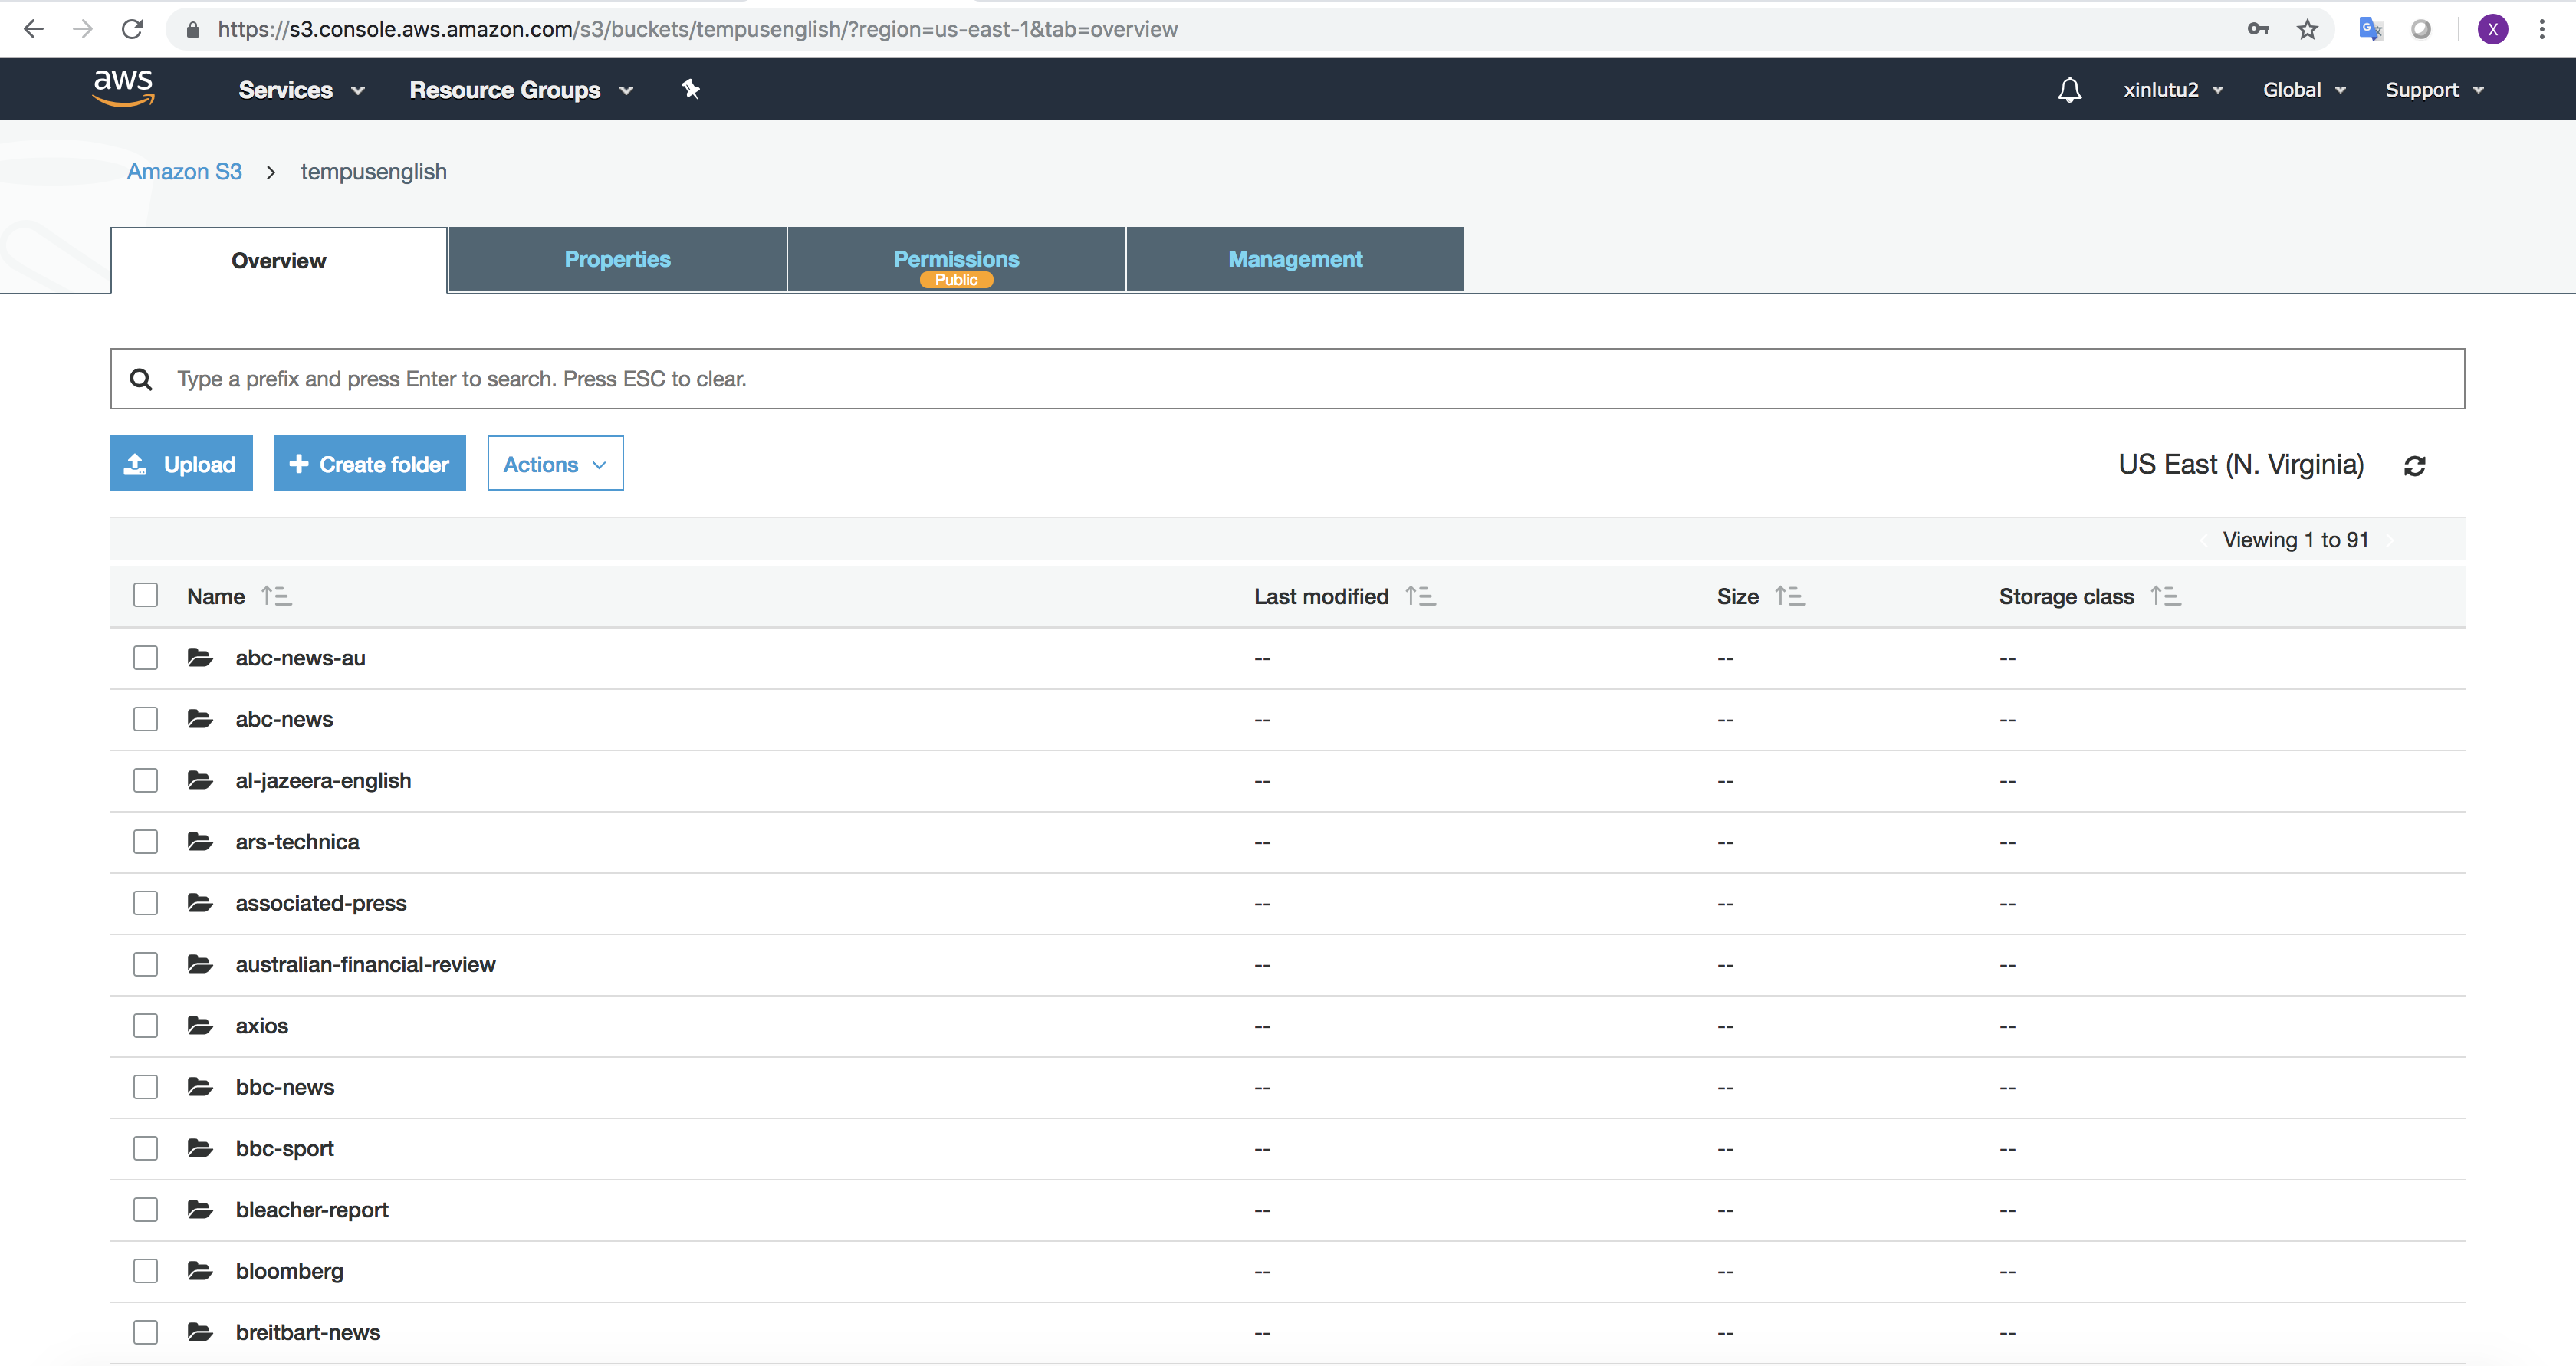 https://s3.console.aws.amazon.com/s3/buckets/tempusenglish/?region=us-east-1&tab=overview
X
aws Services Resource Groups xinlutu2 Global Support
Amazon S3 > tempusenglish
Overview Properties Permissions Management
Public
Type a prefix and press Enter to search. Press ESC to clear.
Upload + Create folder Actions US East (N. Virginia)
Viewing 1 to 91
Name Last modified Size Storage class
abc-news-au -- -- --
abc-news -- -- --
al-jazeera-english -- -- --
ars-technica -- -- --
associated-press -- -- --
australian-financial-review -- -- --
axios -- -- --
bbc-news -- -- --
bbc-sport -- -- --
bleacher-report -- -- --
bloomberg -- -- --
breitbart-news -- -- --